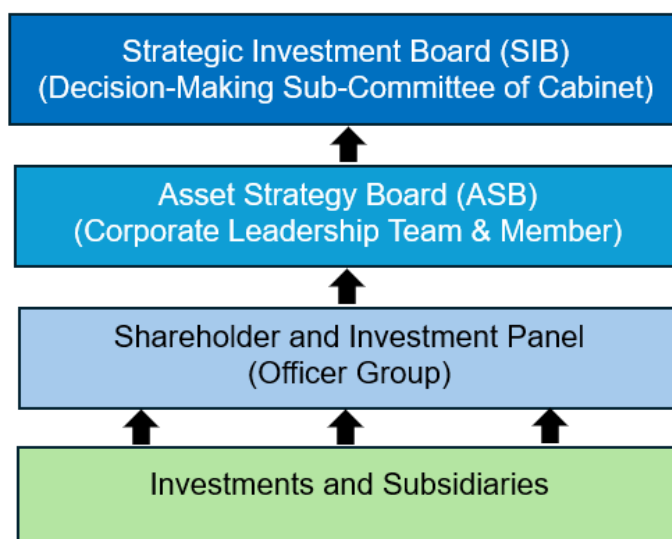 Strategic Investment Board (SIB)
(Decision-Making Sub-Committee of Cabinet)
Asset Strategy Board (ASB)
(Corporate Leadership Team & Member)
Shareholder and Investment Panel
(Officer Group)
Investments and Subsidiaries